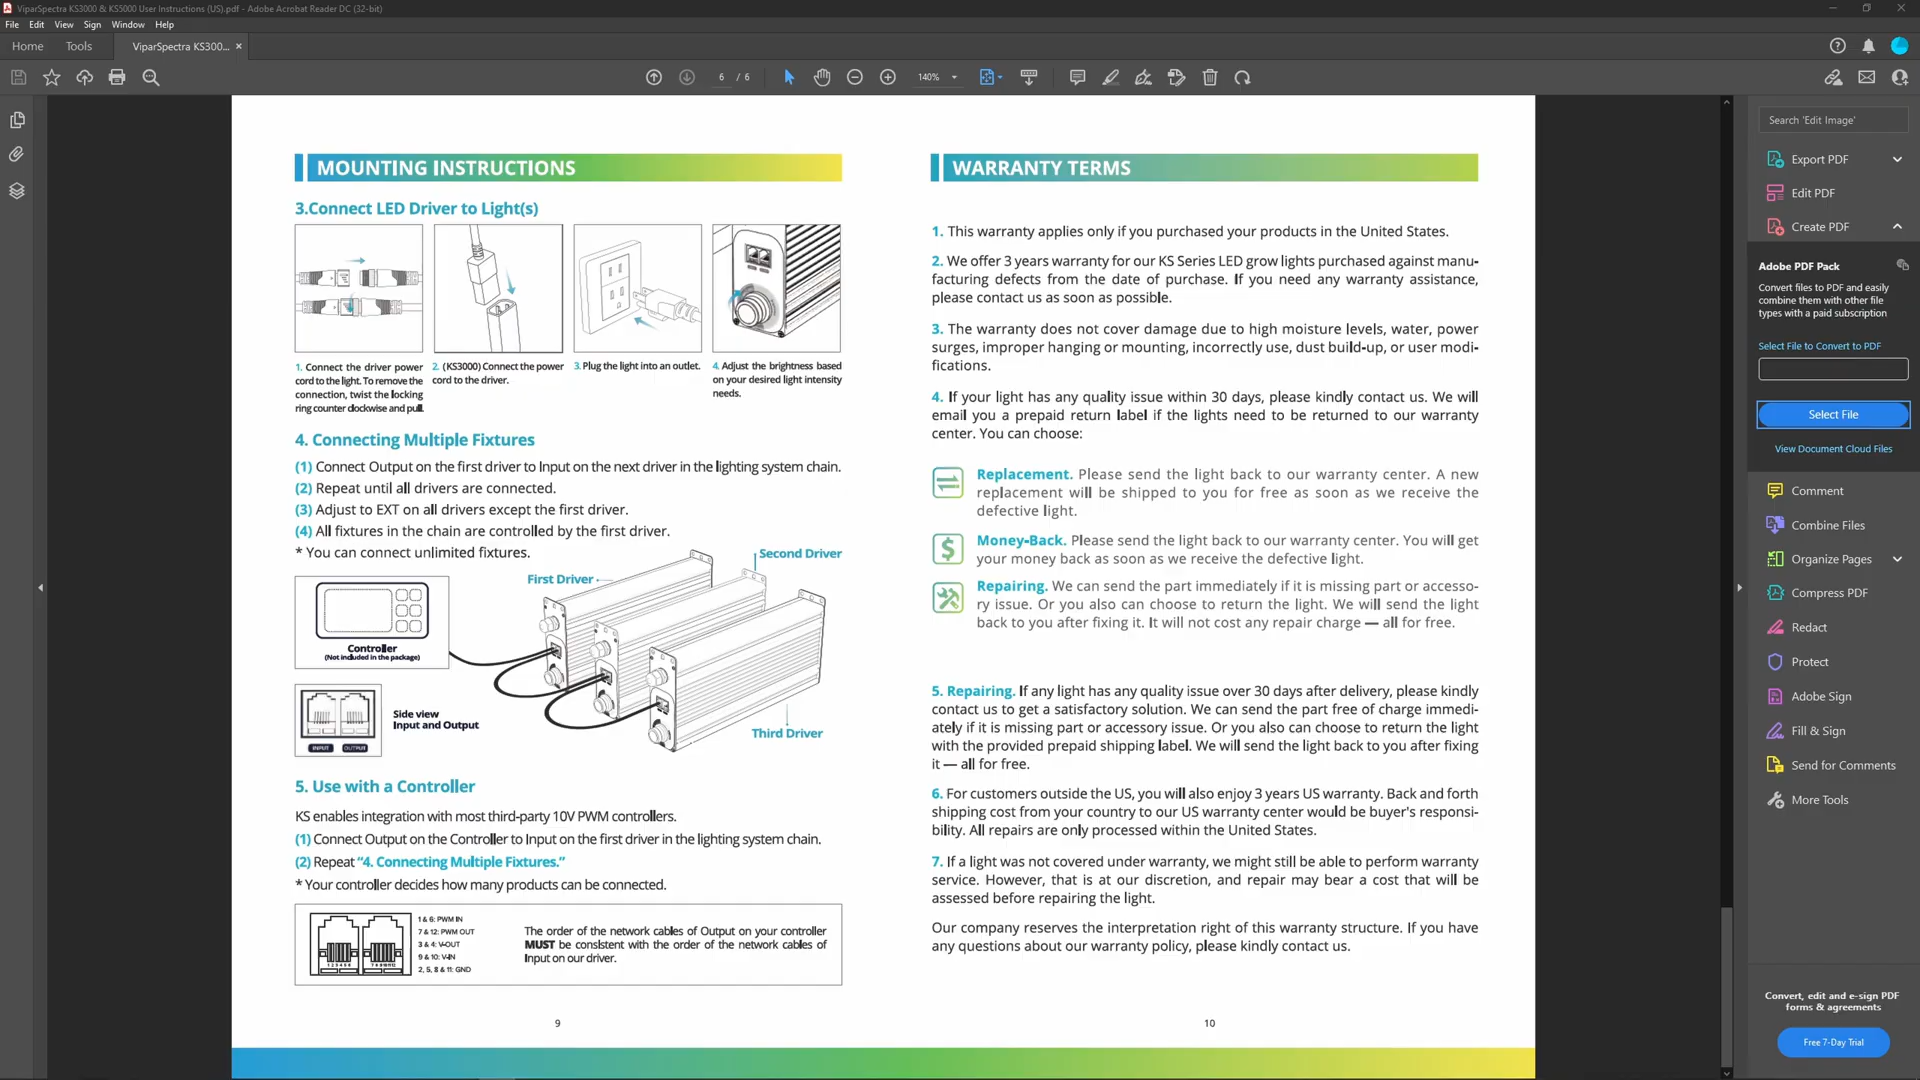 ViparSpectra KS3000 & KS5000 User Instructions (US).pdf - Adobe Acrobat Reader DC (32-bit)
File Edit View Sign Window Help
Home Tools ViparSpectra KS300... ×
6 / 6 140%
MOUNTING INSTRUCTIONS
3.Connect LED Driver to Light(s)
1. Connect the driver power
cord to the light. To remove the
connection, twist the locking
ring counter clockwise and pull.
2. (KS3000) Connect the power
cord to the driver.
3. Plug the light into an outlet.
4. Adjust the brightness based
on your desired light intensity
needs.
4. Connecting Multiple Fixtures
(1) Connect Output on the first driver to Input on the next driver in the lighting system chain.
(2) Repeat until all drivers are connected.
(3) Adjust to EXT on all drivers except the first driver.
(4) All fixtures in the chain are controlled by the first driver.
* You can connect unlimited fixtures.
Second Driver
First Driver
Controller
(Not included in the package)
Side view
Input and Output
INPUT OUTPUT
Third Driver
5. Use with a Controller
KS enables integration with most third-party 10V PWM controllers.
(1) Connect Output on the Controller to Input on the first driver in the lighting system chain.
(2) Repeat “4. Connecting Multiple Fixtures.”
* Your controller decides how many products can be connected.
1 & 6: PWM IN
7 & 12: PWM OUT
3 & 4: V-OUT
9 & 10: V-IN
2, 5, 8 & 11: GND
The order of the network cables of Output on your controller
MUST be consistent with the order of the network cables of
Input on our driver.
9
WARRANTY TERMS
1. This warranty applies only if you purchased your products in the United States.
2. We offer 3 years warranty for our KS Series LED grow lights purchased against manu-
facturing defects from the date of purchase. If you need any warranty assistance,
please contact us as soon as possible.
3. The warranty does not cover damage due to high moisture levels, water, power
surges, improper hanging or mounting, incorrectly use, dust build-up, or user modi-
fications.
4. If your light has any quality issue within 30 days, please kindly contact us. We will
email you a prepaid return label if the lights need to be returned to our warranty
center. You can choose:
Replacement. Please send the light back to our warranty center. A new
replacement will be shipped to you for free as soon as we receive the
defective light.
Money-Back. Please send the light back to our warranty center. You will get
your money back as soon as we receive the defective light.
Repairing. We can send the part immediately if it is missing part or accesso-
ry issue. Or you also can choose to return the light. We will send the light
back to you after fixing it. It will not cost any repair charge — all for free.
5. Repairing. If any light has any quality issue over 30 days after delivery, please kindly
contact us to get a satisfactory solution. We can send the part free of charge immedi-
ately if it is missing part or accessory issue. Or you also can choose to return the light
with the provided prepaid shipping label. We will send the light back to you after fixing
it — all for free.
6. For customers outside the US, you will also enjoy 3 years US warranty. Back and forth
shipping cost from your country to our US warranty center would be buyer's responsi-
bility. All repairs are only processed within the United States.
7. If a light was not covered under warranty, we might still be able to perform warranty
service. However, that is at our discretion, and repair may bear a cost that will be
assessed before repairing the light.
Our company reserves the interpretation right of this warranty structure. If you have
any questions about our warranty policy, please kindly contact us.
10
Search 'Edit Image'
Export PDF
Edit PDF
Create PDF
Adobe PDF Pack
Convert files to PDF and easily
combine them with other file
types with a paid subscription
Select File to Convert to PDF
Select File
View Document Cloud Files
Comment
Combine Files
Organize Pages
Compress PDF
Redact
Protect
Adobe Sign
Fill & Sign
Send for Comments
More Tools
Convert, edit and e-sign PDF
forms & agreements
Free 7-Day Trial